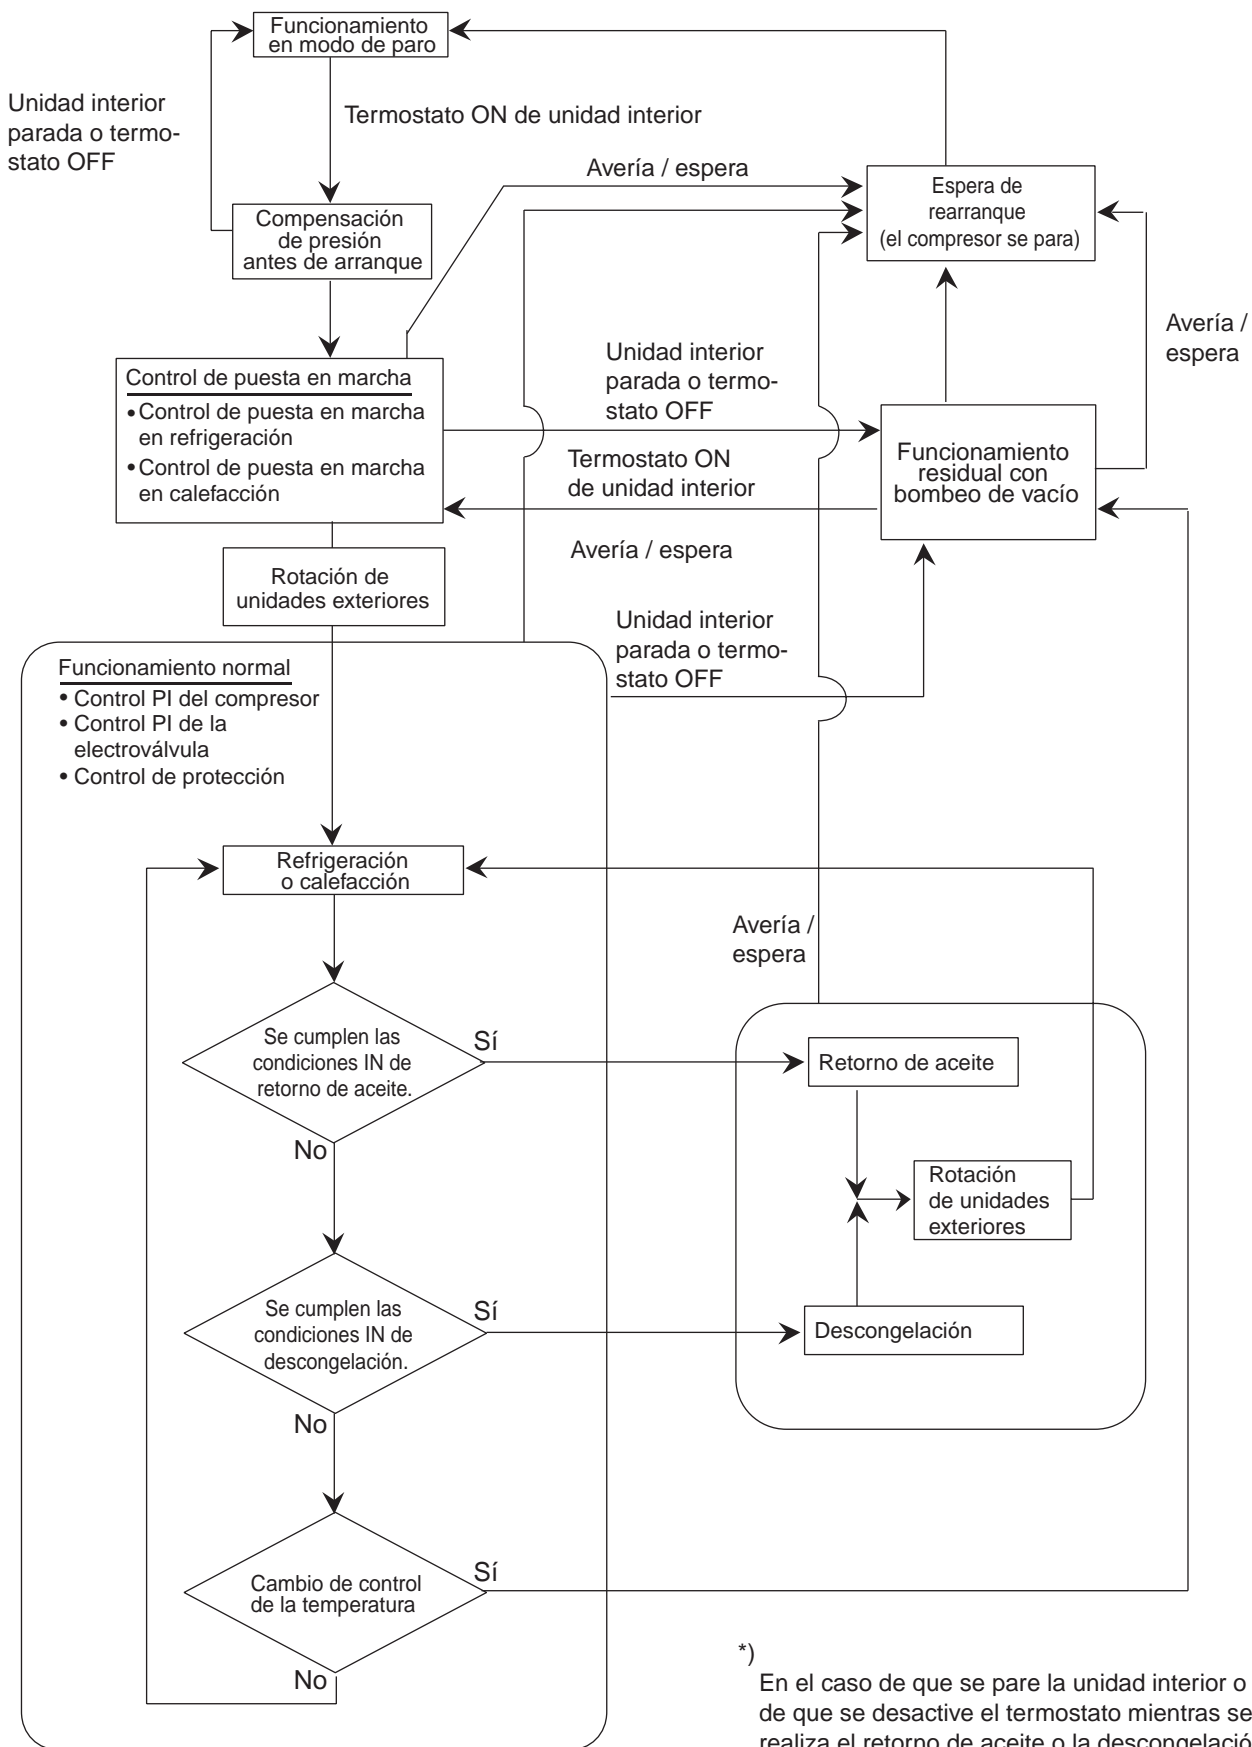 Funcionamiento
en modo de paro
Unidad interior
parada o termo-
stato OFF
Termostato ON de unidad interior
Avería / espera
Espera de
rearranque
(el compresor se para)
Compensación
de presión
antes de arranque
Avería /
espera
Control de puesta en marcha
• Control de puesta en marcha
en refrigeración
• Control de puesta en marcha
en calefacción
Unidad interior
parada o termo-
stato OFF
Termostato ON
de unidad interior
Funcionamiento
residual con
bombeo de vacío
Avería / espera
Rotación de
unidades exteriores
Unidad interior
parada o termo-
stato OFF
Funcionamiento normal
• Control PI del compresor
• Control PI de la
electroválvula
• Control de protección
Refrigeración
o calefacción
Avería /
espera
Se cumplen las
condiciones IN de
retorno de aceite.
Sí
No
Retorno de aceite
Rotación
de unidades
exteriores
Se cumplen las
condiciones IN de
descongelación.
Sí
No
Descongelación
Cambio de control
de la temperatura
Sí
No
*)
En el caso de que se pare la unidad interior o
de que se desactive el termostato mientras se
realiza el retorno de aceite o la descongelació